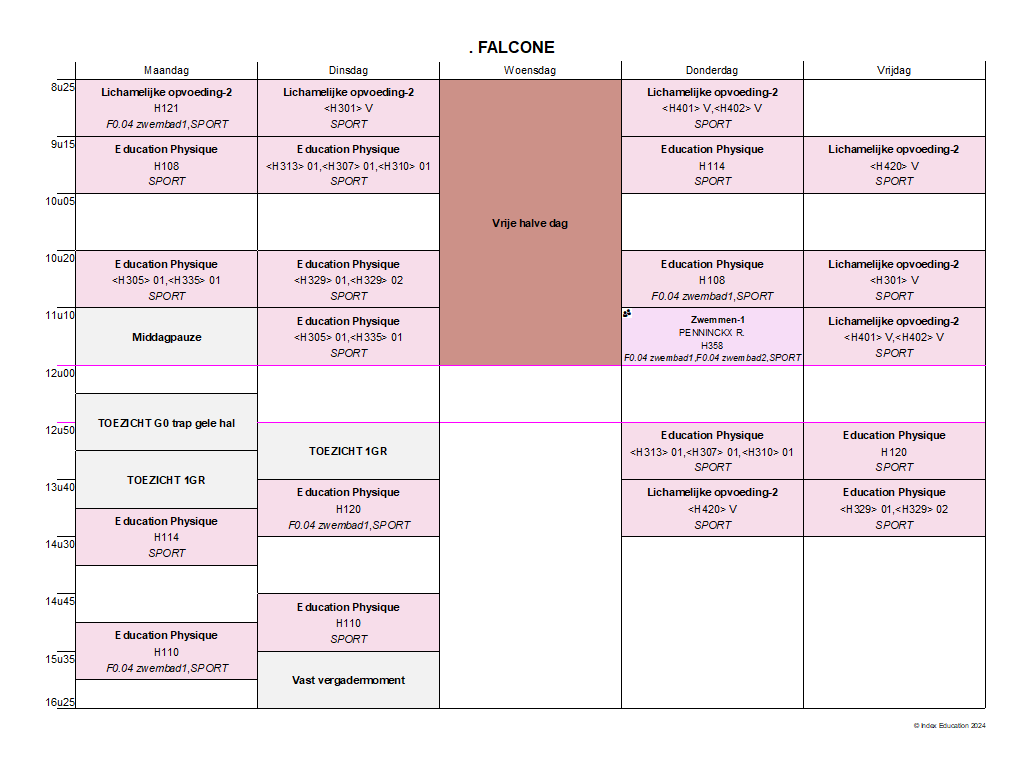 . FALCONE
Maandag Dinsdag Woensdag Donderdag Vrijdag
8u25
9u15
10u05
10u20
11u10
12u00
12u50
13u40
14u30
14u45
15u35
16u25
Lichamelijke opvoeding-2
H121
F0.04 zwembad1,SPORT
Education Physique
H108
SPORT
Education Physique
<H305> 01,<H335> 01
SPORT
Middagpauze
TOEZICHT G0 trap gele hal
TOEZICHT 1GR
Education Physique
H114
SPORT
Education Physique
H110
F0.04 zwembad1,SPORT
Lichamelijke opvoeding-2
<H301> V
SPORT
Education Physique
<H313> 01,<H307> 01,<H310> 01
SPORT
Education Physique
<H329> 01,<H329> 02
SPORT
Education Physique
<H305> 01,<H335> 01
SPORT
TOEZICHT 1GR
Education Physique
H120
F0.04 zwembad1,SPORT
Education Physique
H110
SPORT
Vast vergadermoment
Vrije halve dag
Lichamelijke opvoeding-2
<H401> V,<H402> V
SPORT
Education Physique
H114
SPORT
Education Physique
H108
F0.04 zwembad1,SPORT
Zwemmen-1
PENNINCKX R.
H358
F0.04 zwembad1,F0.04 zwembad2,SPORT
Education Physique
<H313> 01,<H307> 01,<H310> 01
SPORT
Lichamelijke opvoeding-2
<H420> V
SPORT
Lichamelijke opvoeding-2
<H420> V
SPORT
Lichamelijke opvoeding-2
<H301> V
SPORT
Lichamelijke opvoeding-2
<H401> V,<H402> V
SPORT
Education Physique
H120
SPORT
Education Physique
<H329> 01,<H329> 02
SPORT
© Index Education 2024